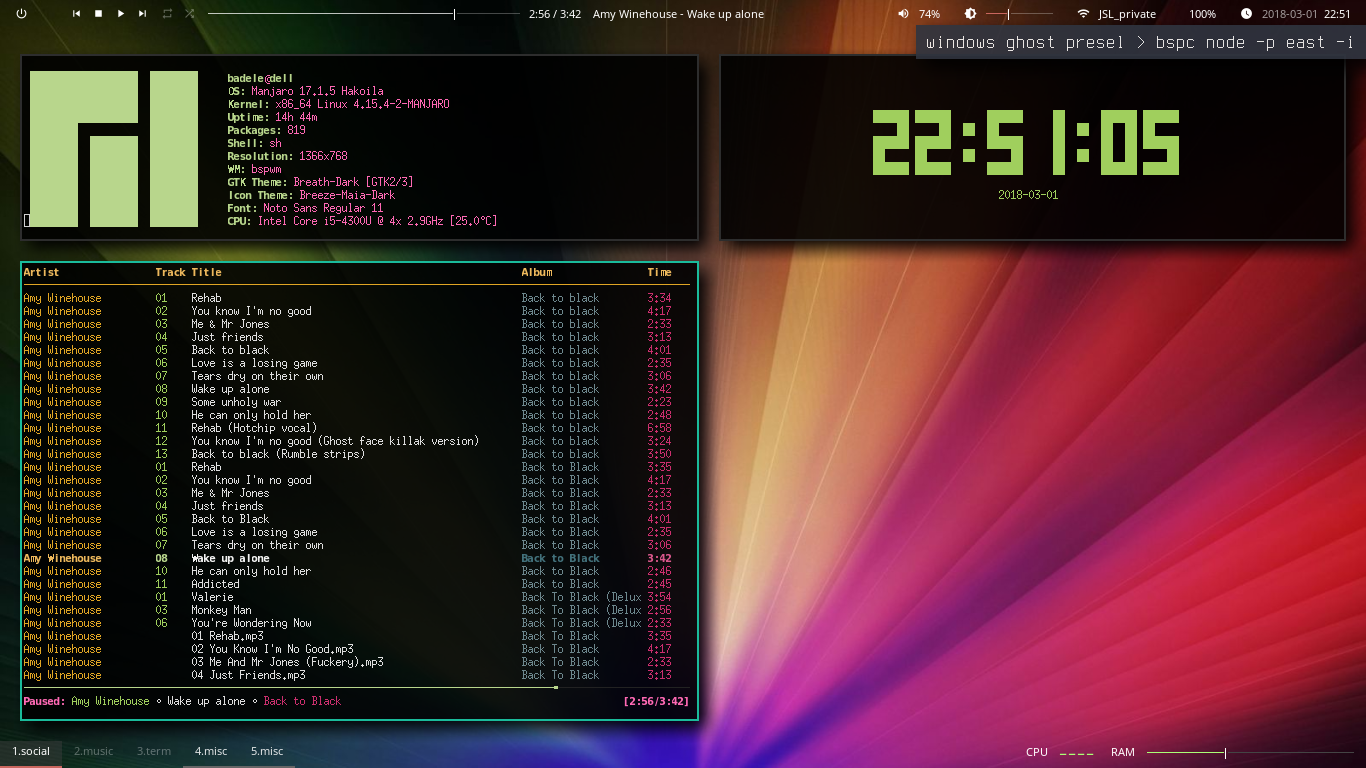 2:56 / 3:42 Amy Winehouse - Wake up alone 74% JSL_private 100% 2018-03-01 22:51
windows ghost presel > bspc node -p east -i
badele@dell
OS: Manjaro 17.1.5 Hakoila
Kernel: x86_64 Linux 4.15.4-2-MANJARO
Uptime: 14h 44m
Packages: 819
Shell: sh
Resolution: 1366x768
WM: bspwm
GTK Theme: Breath-Dark [GTK2/3]
Icon Theme: Breeze-Maia-Dark
Font: Noto Sans Regular 11
CPU: Intel Core i5-4300U @ 4x 2.9GHz [25.0°C]
22:51:05
2018-03-01
Artist Track Title Album Time
Amy Winehouse 01 Rehab Back to black 3:34
Amy Winehouse 02 You know I'm no good Back to black 4:17
Amy Winehouse 03 Me & Mr Jones Back to black 2:33
Amy Winehouse 04 Just friends Back to black 3:13
Amy Winehouse 05 Back to black Back to black 4:01
Amy Winehouse 06 Love is a losing game Back to black 2:35
Amy Winehouse 07 Tears dry on their own Back to black 3:06
Amy Winehouse 08 Wake up alone Back to black 3:42
Amy Winehouse 09 Some unholy war Back to black 2:23
Amy Winehouse 10 He can only hold her Back to black 2:48
Amy Winehouse 11 Rehab (Hotchip vocal) Back to black 6:58
Amy Winehouse 12 You know I'm no good (Ghost face killak version) Back to black 3:24
Amy Winehouse 13 Back to black (Rumble strips) Back to black 3:50
Amy Winehouse 01 Rehab Back to Black 3:35
Amy Winehouse 02 You know I'm no good Back to Black 4:17
Amy Winehouse 03 Me & Mr Jones Back to Black 2:33
Amy Winehouse 04 Just friends Back to Black 3:13
Amy Winehouse 05 Back to Black Back to Black 4:01
Amy Winehouse 06 Love is a losing game Back to Black 2:35
Amy Winehouse 07 Tears dry on their own Back to Black 3:06
Amy Winehouse 08 Wake up alone Back to Black 3:42
Amy Winehouse 10 He can only hold her Back to Black 2:46
Amy Winehouse 11 Addicted Back to Black 2:45
Amy Winehouse 01 Valerie Back To Black (Delux 3:54
Amy Winehouse 03 Monkey Man Back To Black (Delux 2:56
Amy Winehouse 06 You're Wondering Now Back To Black (Delux 2:33
Amy Winehouse 01 Rehab.mp3 Back To Black 3:35
Amy Winehouse 02 You Know I'm No Good.mp3 Back To Black 4:17
Amy Winehouse 03 Me And Mr Jones (Fuckery).mp3 Back To Black 2:33
Amy Winehouse 04 Just Friends.mp3 Back To Black 3:13
Paused: Amy Winehouse ⋄ Wake up alone ⋄ Back to Black [2:56/3:42]
1.social 2.music 3.term 4.misc 5.misc CPU RAM